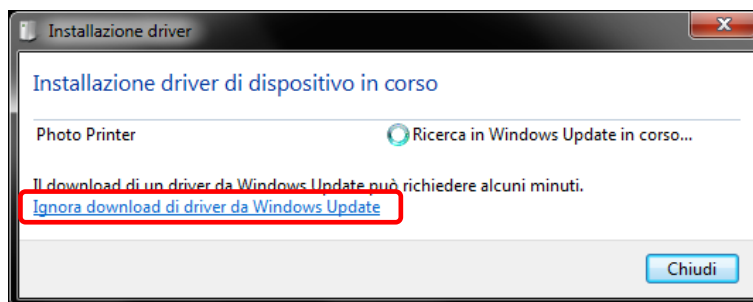 Installazione driver
Installazione driver di dispositivo in corso
Photo Printer Ricerca in Windows Update in corso...
Il download di un driver da Windows Update può richiedere alcuni minuti.
Ignora download di driver da Windows Update
Chiudi